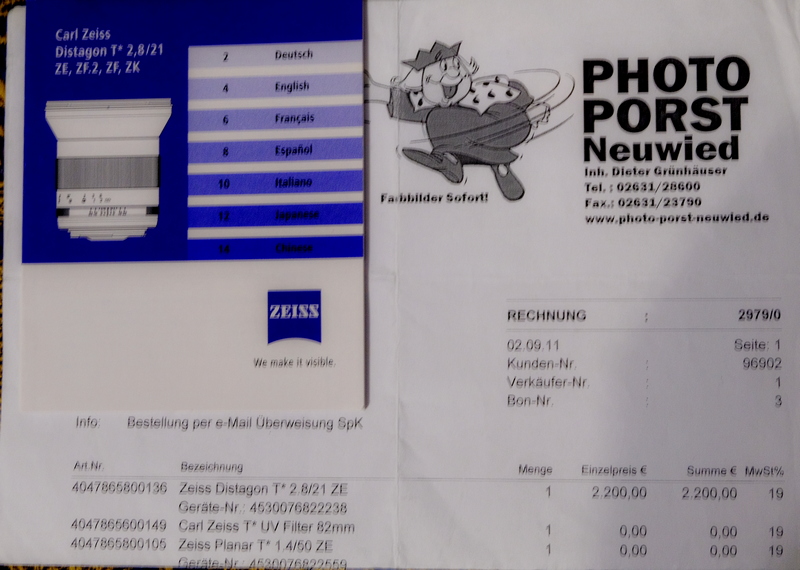 Carl Zeiss
Distagon T* 2,8/21
ZE, ZF.2, ZF, ZK
2 Deutsch
4 English
6 Français
8 Español
10 Italiano
12 Japanese
14 Chinese
ZEISS
We make it visible.
Farbbilder Sofort!
PHOTO
PORST
Neuwied
Inh. Dieter Grünhäuser
Tel. : 02631/28600
Fax.: 02631/23790
www.photo-porst-neuwied.de
RECHNUNG : 2979/0
02.09.11 Seite: 1
Kunden-Nr. : 96902
Verkäufer-Nr. : 1
Bon-Nr. : 3
Info: Bestellung per e-Mail Überweisung SpK
Art.Nr. Bezeichnung Menge Einzelpreis € Summe € MwSt%
4047865800136 Zeiss Distagon T* 2.8/21 ZE 1 2.200,00 2.200,00 19
Geräte-Nr.: 4530076822238
4047865600149 Carl Zeiss T* UV Filter 82mm 1 0,00 0,00 19
4047865800105 Zeiss Planar T* 1.4/50 ZE 1 0,00 0,00 19
Geräte-Nr.: 4530076822559